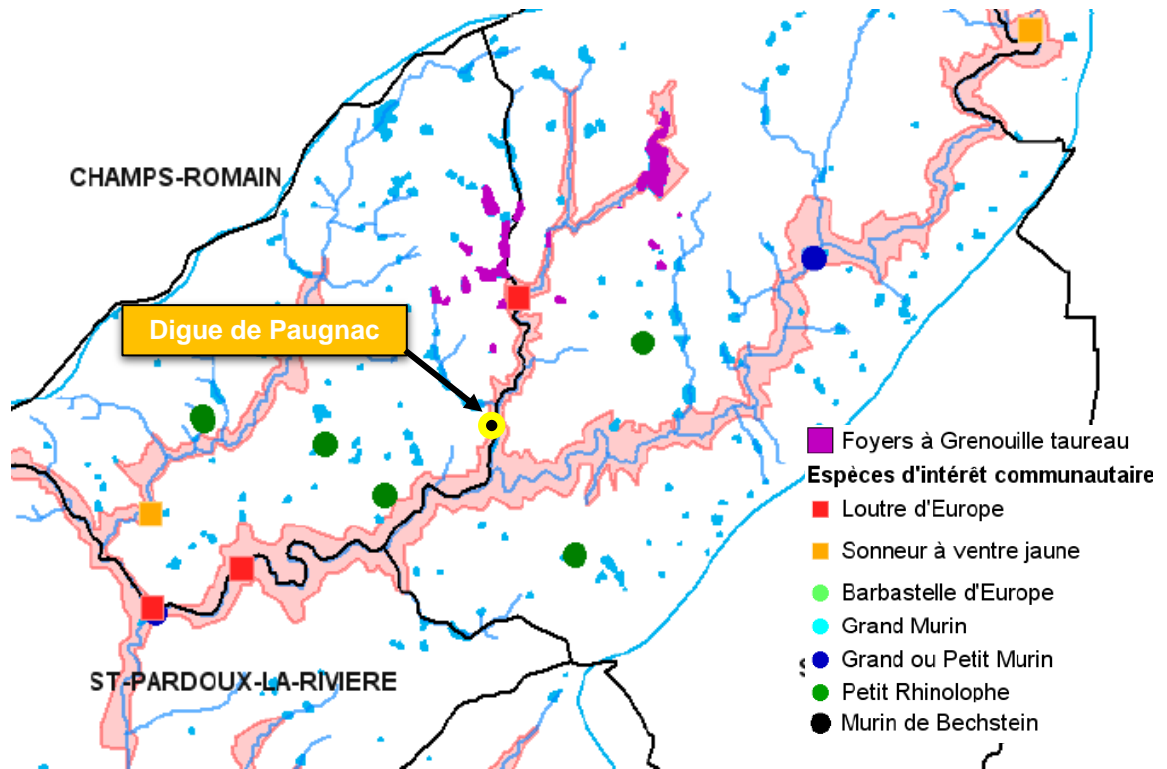 CHAMPS-ROMAIN
Digue de Paugnac
Foyers à Grenouille taureau
Espèces d'intérêt communautaire
Loutre d'Europe
Sonneur à ventre jaune
Barbastelle d'Europe
Grand Murin
Grand ou Petit Murin
Petit Rhinolophe
Murin de Bechstein
ST-PARDOUX-LA-RIVIERE